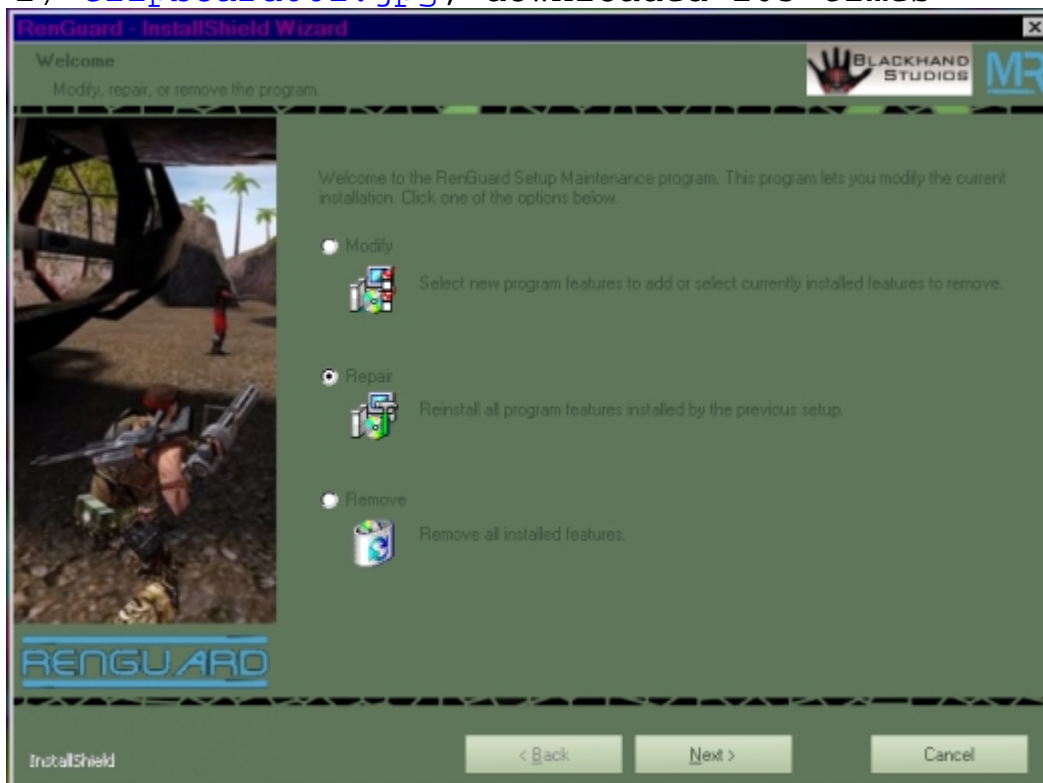 RenGuard - InstallShield Wizard
Welcome
Modify, repair, or remove the program.
BLACKHAND
STUDIOS
MR
Welcome to the RenGuard Setup Maintenance program. This program lets you modify the current
installation. Click one of the options below.
Modify
Select new program features to add or select currently installed features to remove.
Repair
Reinstall all program features installed by the previous setup.
Remove
Remove all installed features.
RENGUARD
InstallShield
< Back
Next >
Cancel